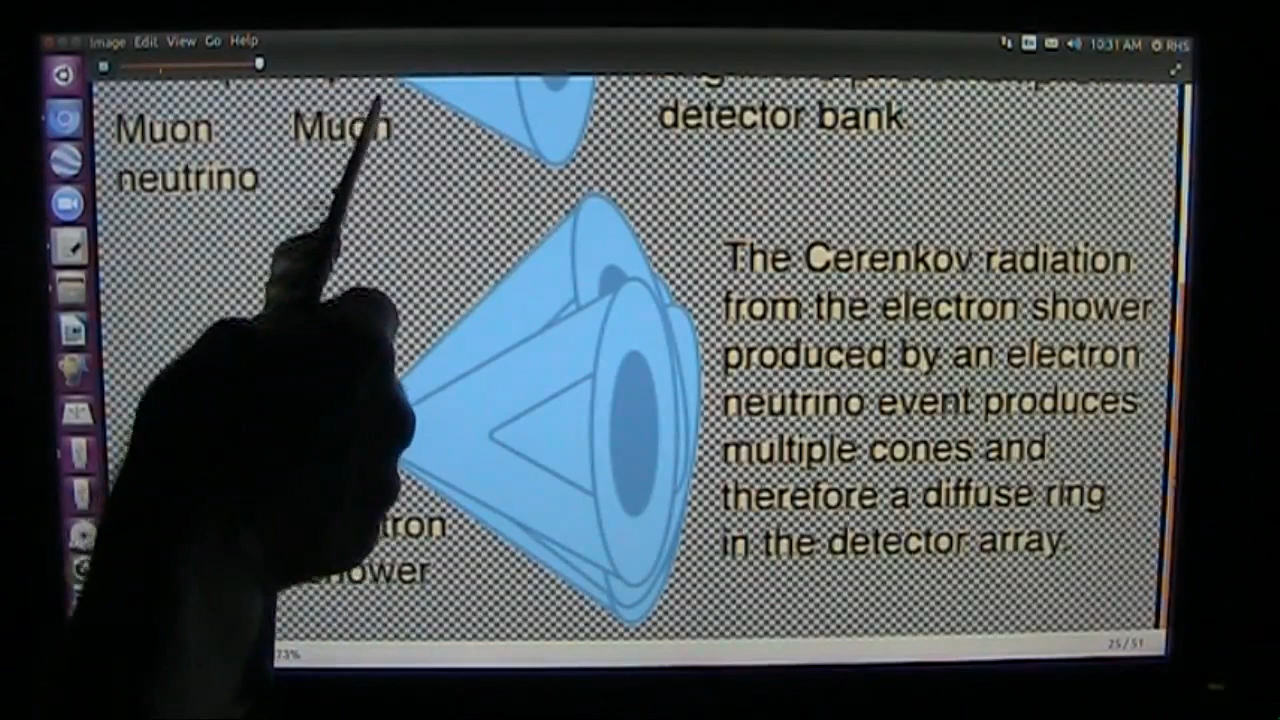 Image Edit View Go Help
10:31 AM RHS
Muon
neutrino
Muon
detector bank.
The Cerenkov radiation
from the electron shower
produced by an electron
neutrino event produces
multiple cones and
therefore a diffuse ring
in the detector array.
tron
shower
73%
25 / 51